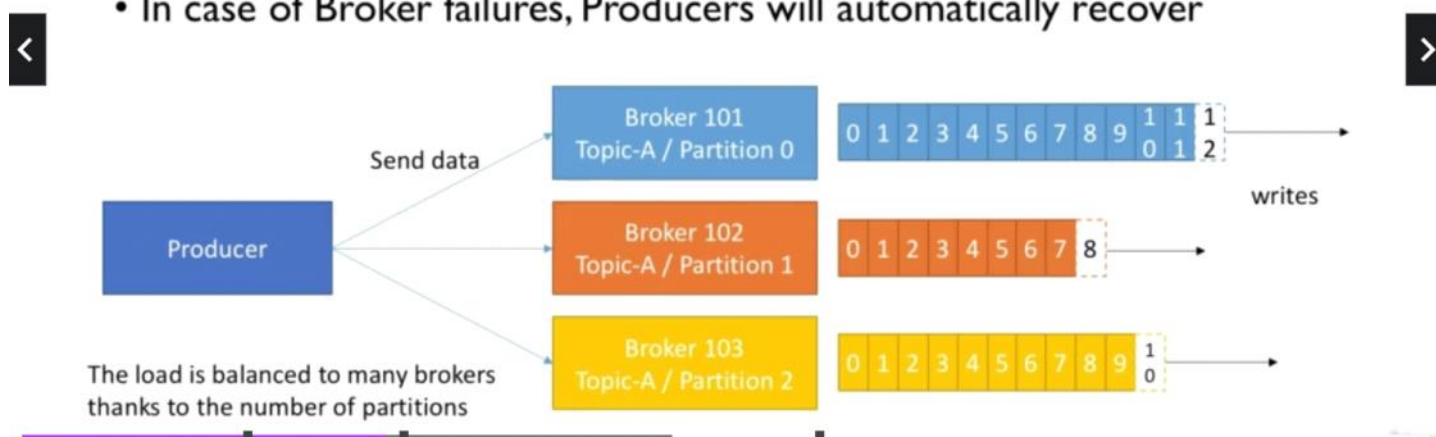 • In case of Broker failures, Producers will automatically recover
Send data
Producer
Broker 101
Topic-A / Partition 0
0 1 2 3 4 5 6 7 8 9 10 11 12
writes
Broker 102
Topic-A / Partition 1
0 1 2 3 4 5 6 7 8
Broker 103
Topic-A / Partition 2
0 1 2 3 4 5 6 7 8 9 10
The load is balanced to many brokers
thanks to the number of partitions